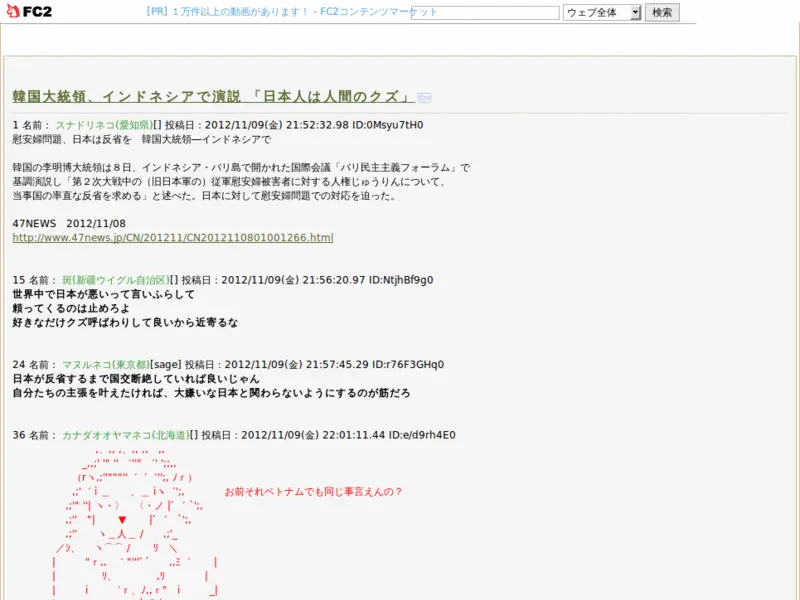 FC2
[PR] １万件以上の動画があります！ - FC2コンテンツマーケット
ウェブ全体
検索
韓国大統領、インドネシアで演説 「日本人は人間のクズ」
1 名前： スナドリネコ(愛知県)[] 投稿日：2012/11/09(金) 21:52:32.98 ID:0Msyu7tH0
慰安婦問題、日本は反省を　韓国大統領―インドネシアで
韓国の李明博大統領は８日、インドネシア・バリ島で開かれた国際会議「バリ民主主義フォーラム」で
基調演説し「第２次大戦中の（旧日本軍の）従軍慰安婦被害者に対する人権じゅうりんについて、
当事国の率直な反省を求める」と述べた。日本に対して慰安婦問題での対応を迫った。
47NEWS　2012/11/08
http://www.47news.jp/CN/201211/CN2012110801001266.html
15 名前： 斑(新疆ウイグル自治区)[] 投稿日：2012/11/09(金) 21:56:20.97 ID:NtjhBf9g0
世界中で日本が悪いって言いふらして
頼ってくるのは止めろよ
好きなだけクズ呼ばわりして良いから近寄るな
24 名前： マヌルネコ(東京都)[sage] 投稿日：2012/11/09(金) 21:57:45.29 ID:r76F3GHq0
日本が反省するまで国交断絶していれば良いじゃん
自分たちの主張を叶えたければ、大嫌いな日本と関わらないようにするのが筋だろ
36 名前： カナダオオヤマネコ(北海道)[] 投稿日：2012/11/09(金) 22:01:11.44 ID:e/d9rh4E0
お前それベトナムでも同じ事言えんの？